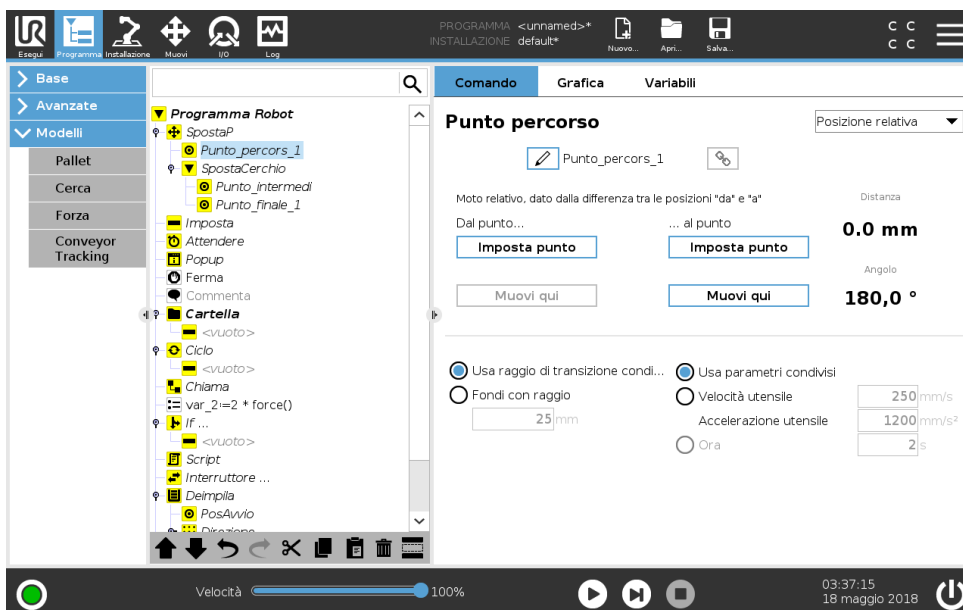 PROGRAMMA <unnamed>*
INSTALLAZIONE default*
Esegui
Programma
Installazione
Muovi
I/O
Log
Nuovo...
Apri...
Salva...
C C
C C
Base
Avanzate
Modelli
Pallet
Cerca
Forza
Conveyor
Tracking
Programma Robot
SpostaP
Punto_percors_1
SpostaCerchio
Punto_intermedi
Punto_finale_1
Imposta
Attendere
Popup
Ferma
Commenta
Cartella
<vuoto>
Ciclo
<vuoto>
Chiama
var_2:=2 * force()
If ...
<vuoto>
Script
Interruttore ...
Deimpila
PosAvvio
Direzione
Comando
Grafica
Variabili
Punto percorso
Posizione relativa
Punto_percors_1
Moto relativo, dato dalla differenza tra le posizioni "da" e "a"
Distanza
Dal punto...
... al punto
0.0 mm
Imposta punto
Imposta punto
Angolo
Muovi qui
Muovi qui
180,0 °
Usa raggio di transizione condi...
Usa parametri condivisi
Fondi con raggio
Velocità utensile
250 mm/s
25 mm
Accelerazione utensile
1200 mm/s²
Ora
2 s
Velocità
100%
03:37:15
18 maggio 2018